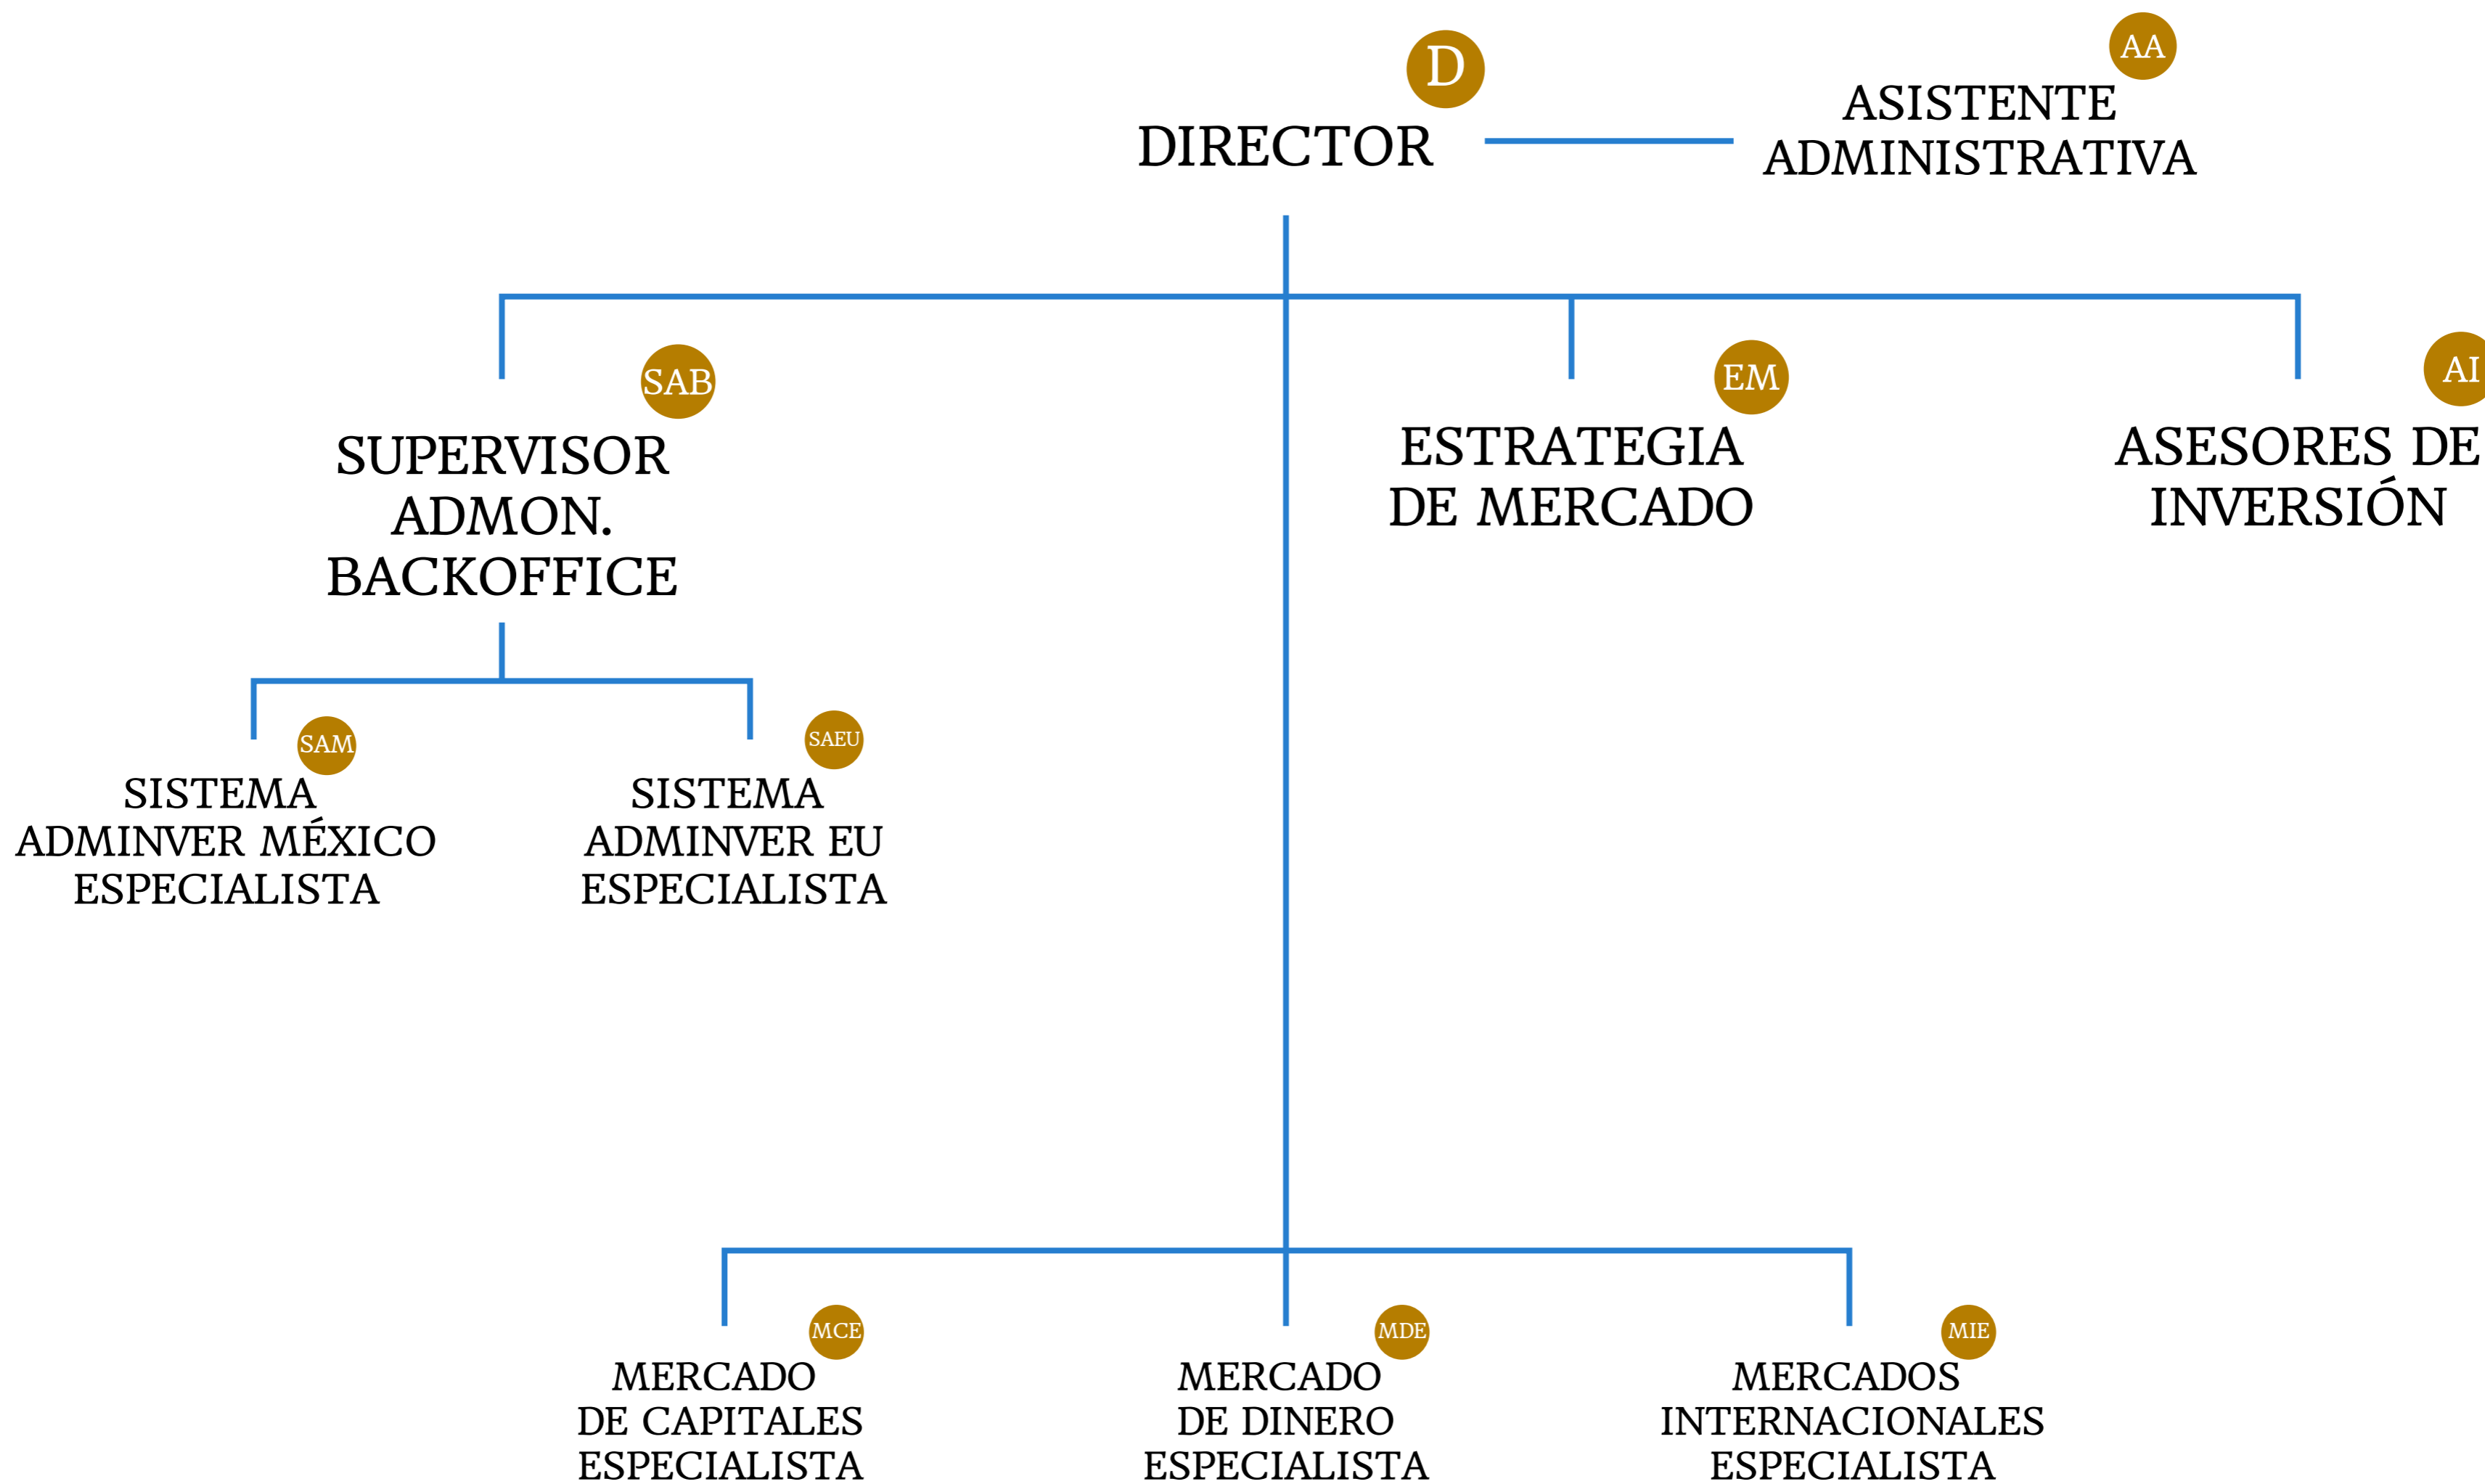 D
DIRECTOR
AA
ASISTENTE
ADMINISTRATIVA
SAB
SUPERVISOR
ADMON.
BACKOFFICE
EM
ESTRATEGIA
DE MERCADO
AI
ASESORES DE
INVERSIÓN
SAM
SISTEMA
ADMINVER MÉXICO
ESPECIALISTA
SAEU
SISTEMA
ADMINVER EU
ESPECIALISTA
MCE
MERCADO
DE CAPITALES
ESPECIALISTA
MDE
MERCADO
DE DINERO
ESPECIALISTA
MIE
MERCADOS
INTERNACIONALES
ESPECIALISTA